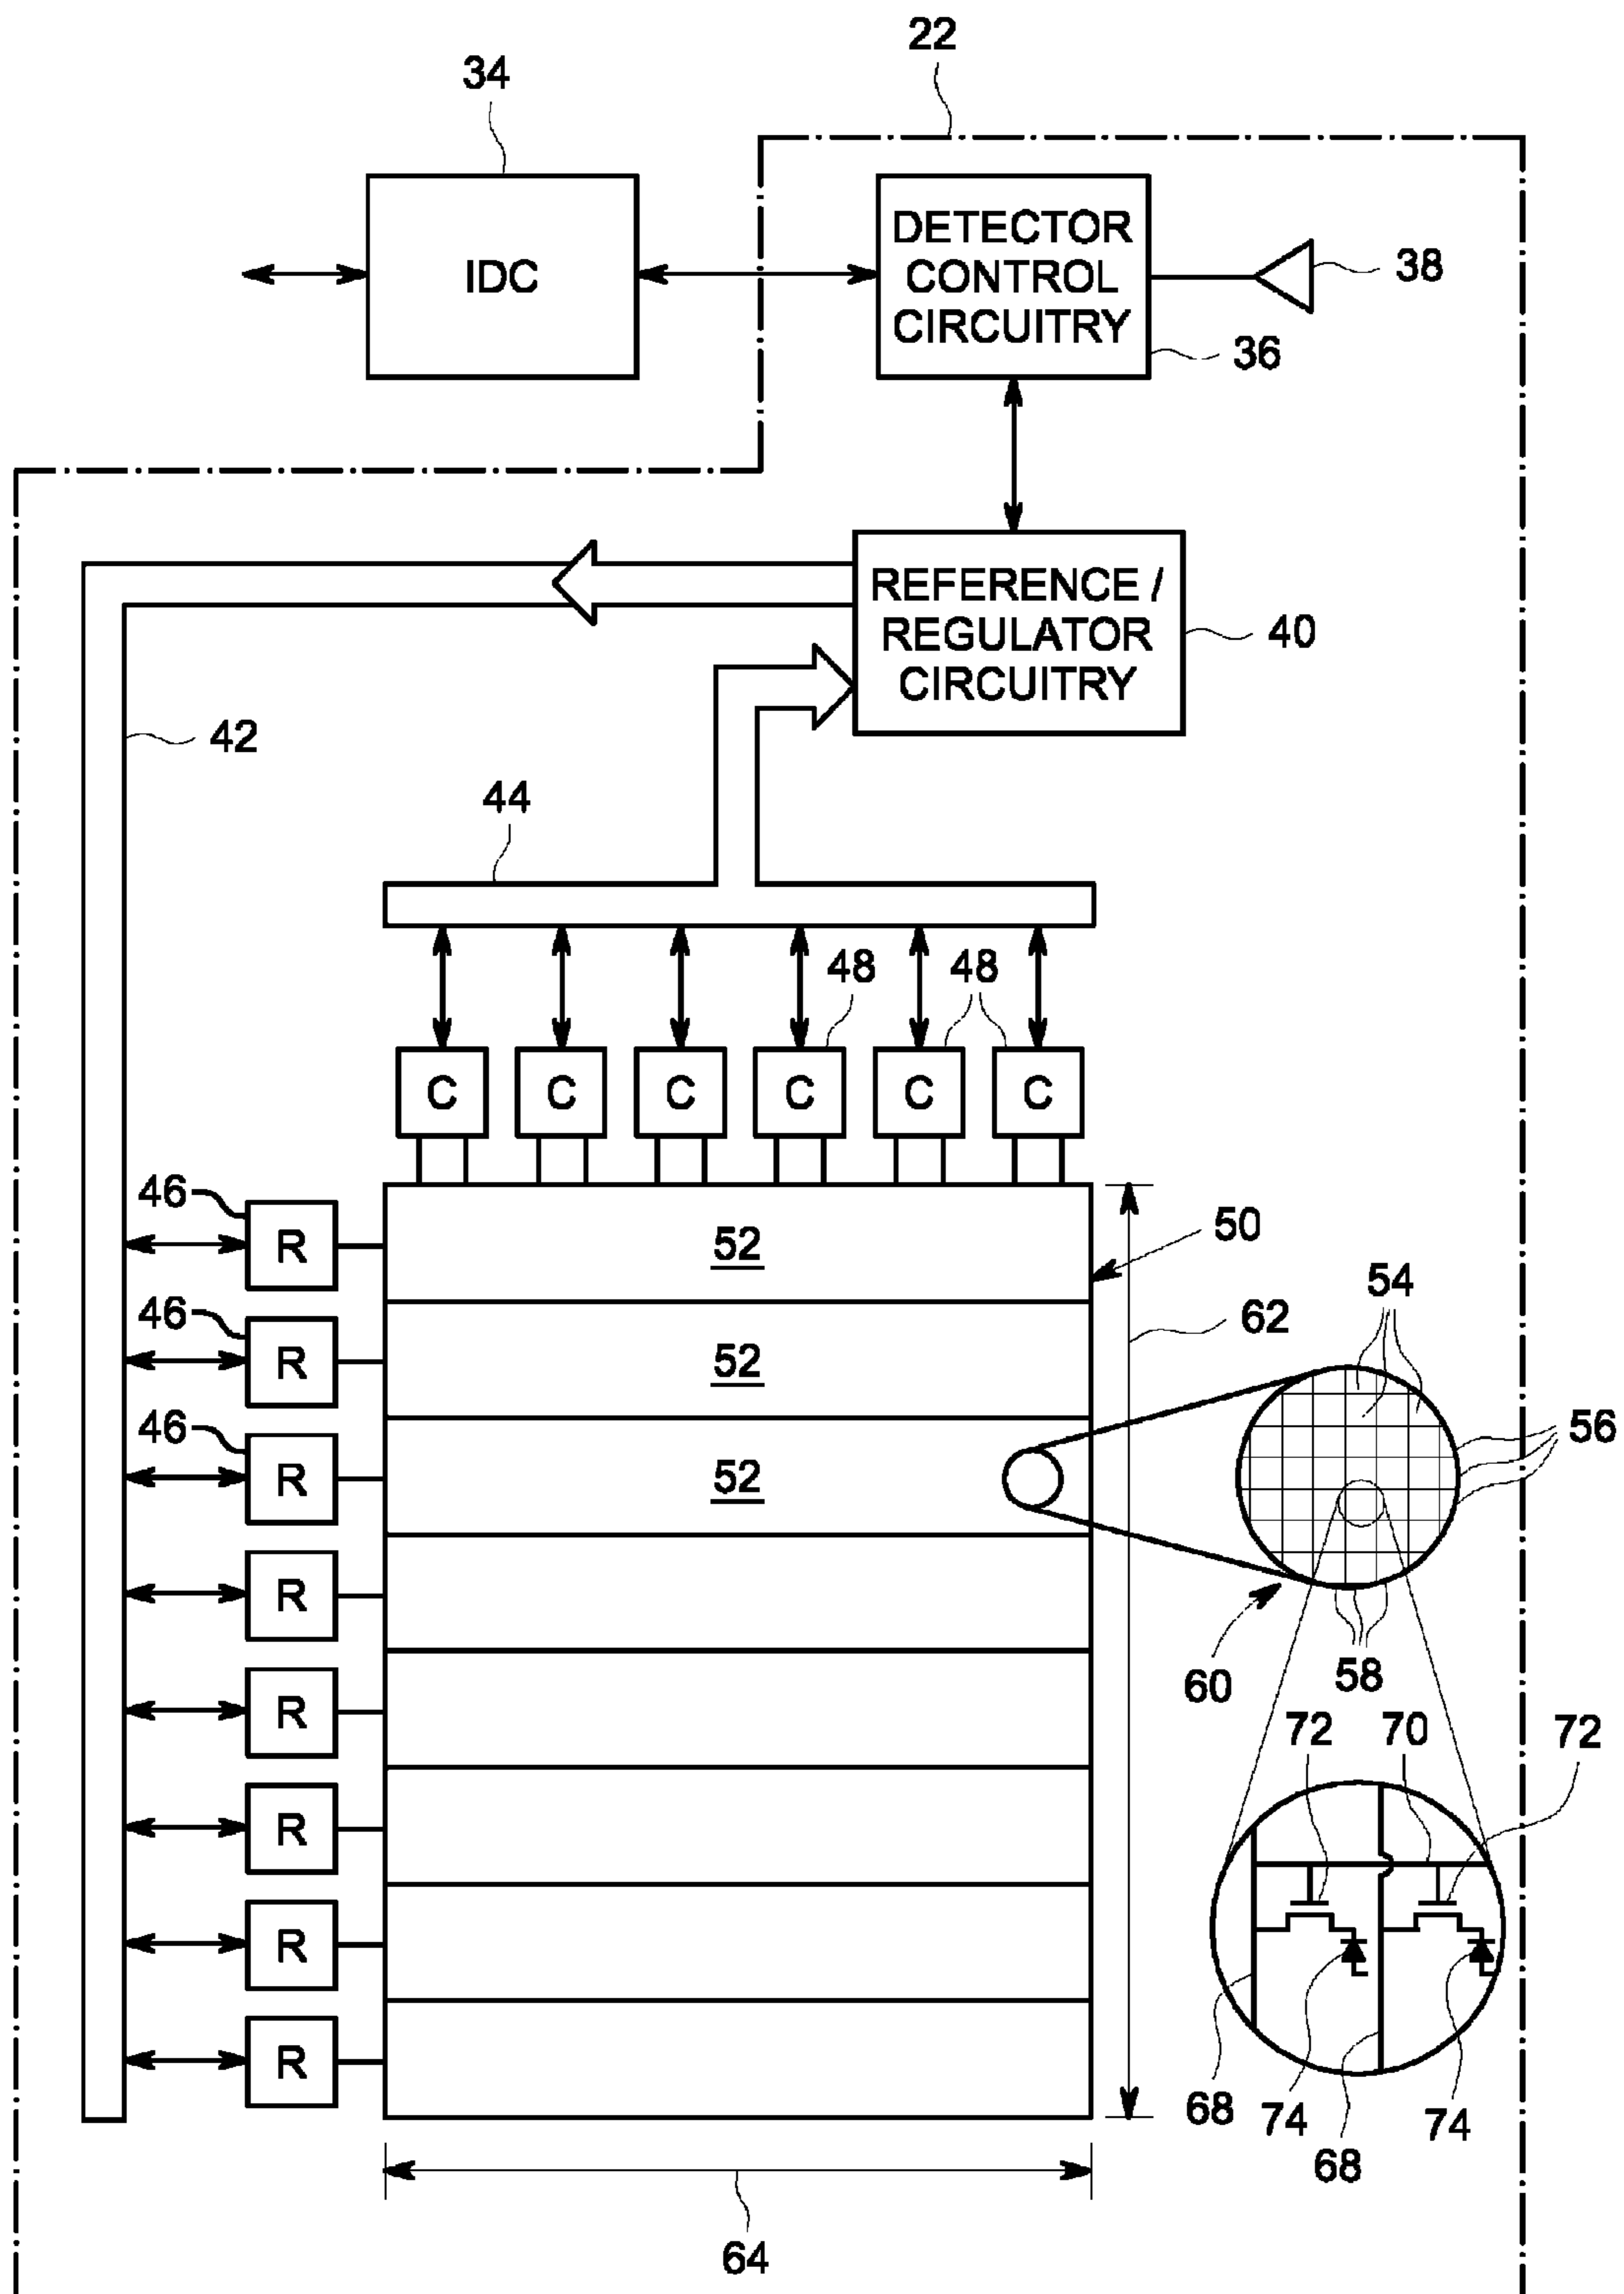 22
34
IDC
DETECTOR
CONTROL
CIRCUITRY
38
36
REFERENCE /
REGULATOR
CIRCUITRY
40
42
44
48
48
C
C
C
C
C
C
46
R
52
50
54
46
R
52
62
46
R
52
56
R
58
60
R
72
70
72
R
R
R
68
74
68
74
64